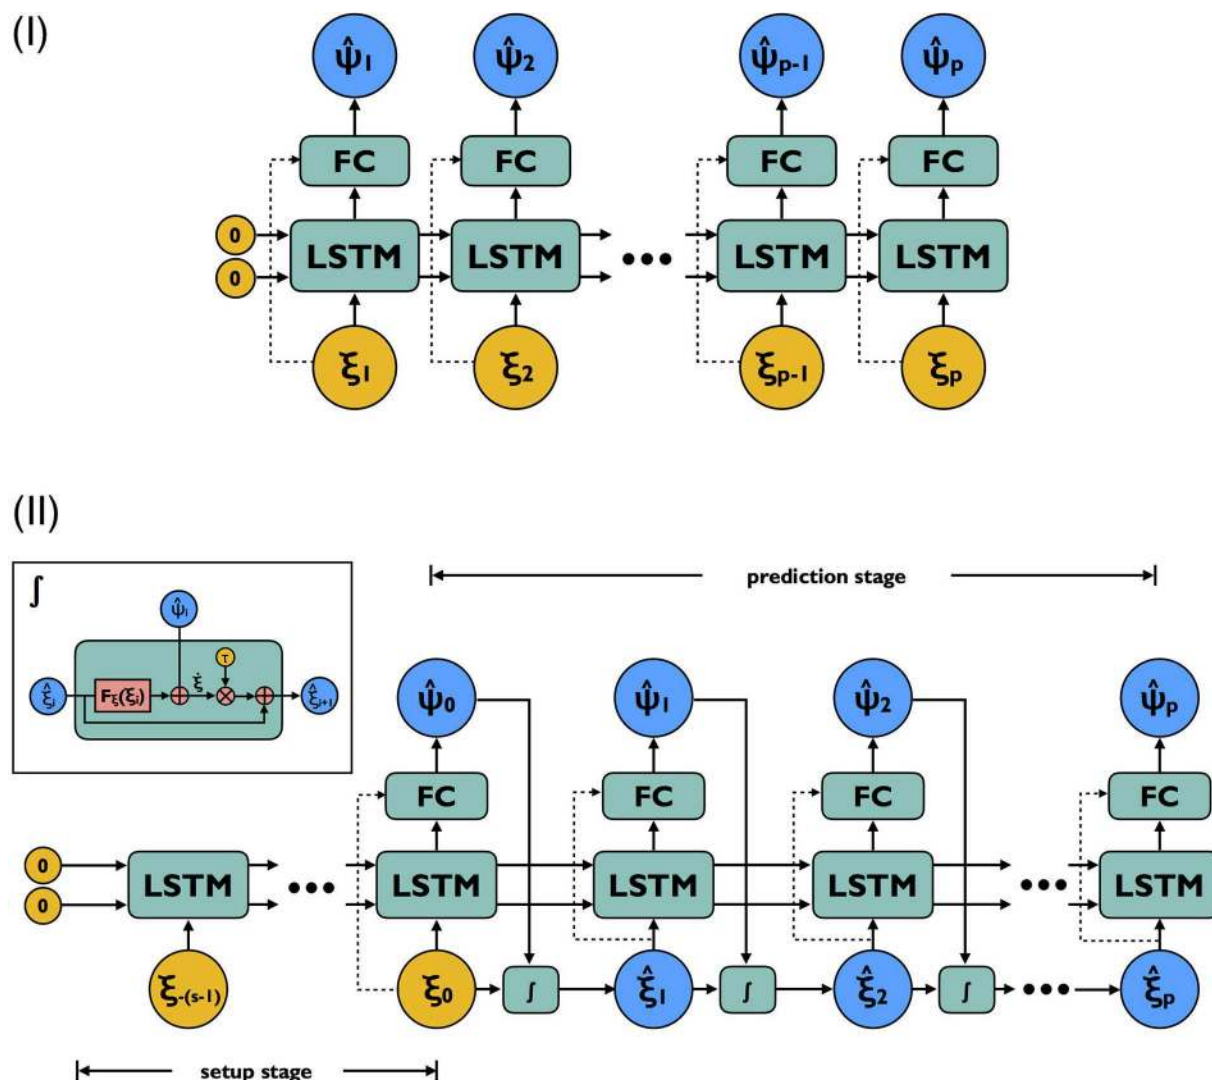 (I)
ψ̂1 ψ̂2 ψ̂p-1 ψ̂p
FC FC FC FC
0
LSTM LSTM ••• LSTM LSTM
0
ξ1 ξ2 ξp-1 ξp
(II)
∫
prediction stage
ψ̂i
τ
ξ̂i Fξ(ξi) ξ̇ ξ̂i+1
ψ̂0 ψ̂1 ψ̂2 ψ̂p
FC FC FC FC
0
LSTM ••• LSTM LSTM LSTM ••• LSTM
0
ξ-(s-1) ξ0 ∫ ξ̂1 ∫ ξ̂2 ∫ ••• ξ̂p
setup stage